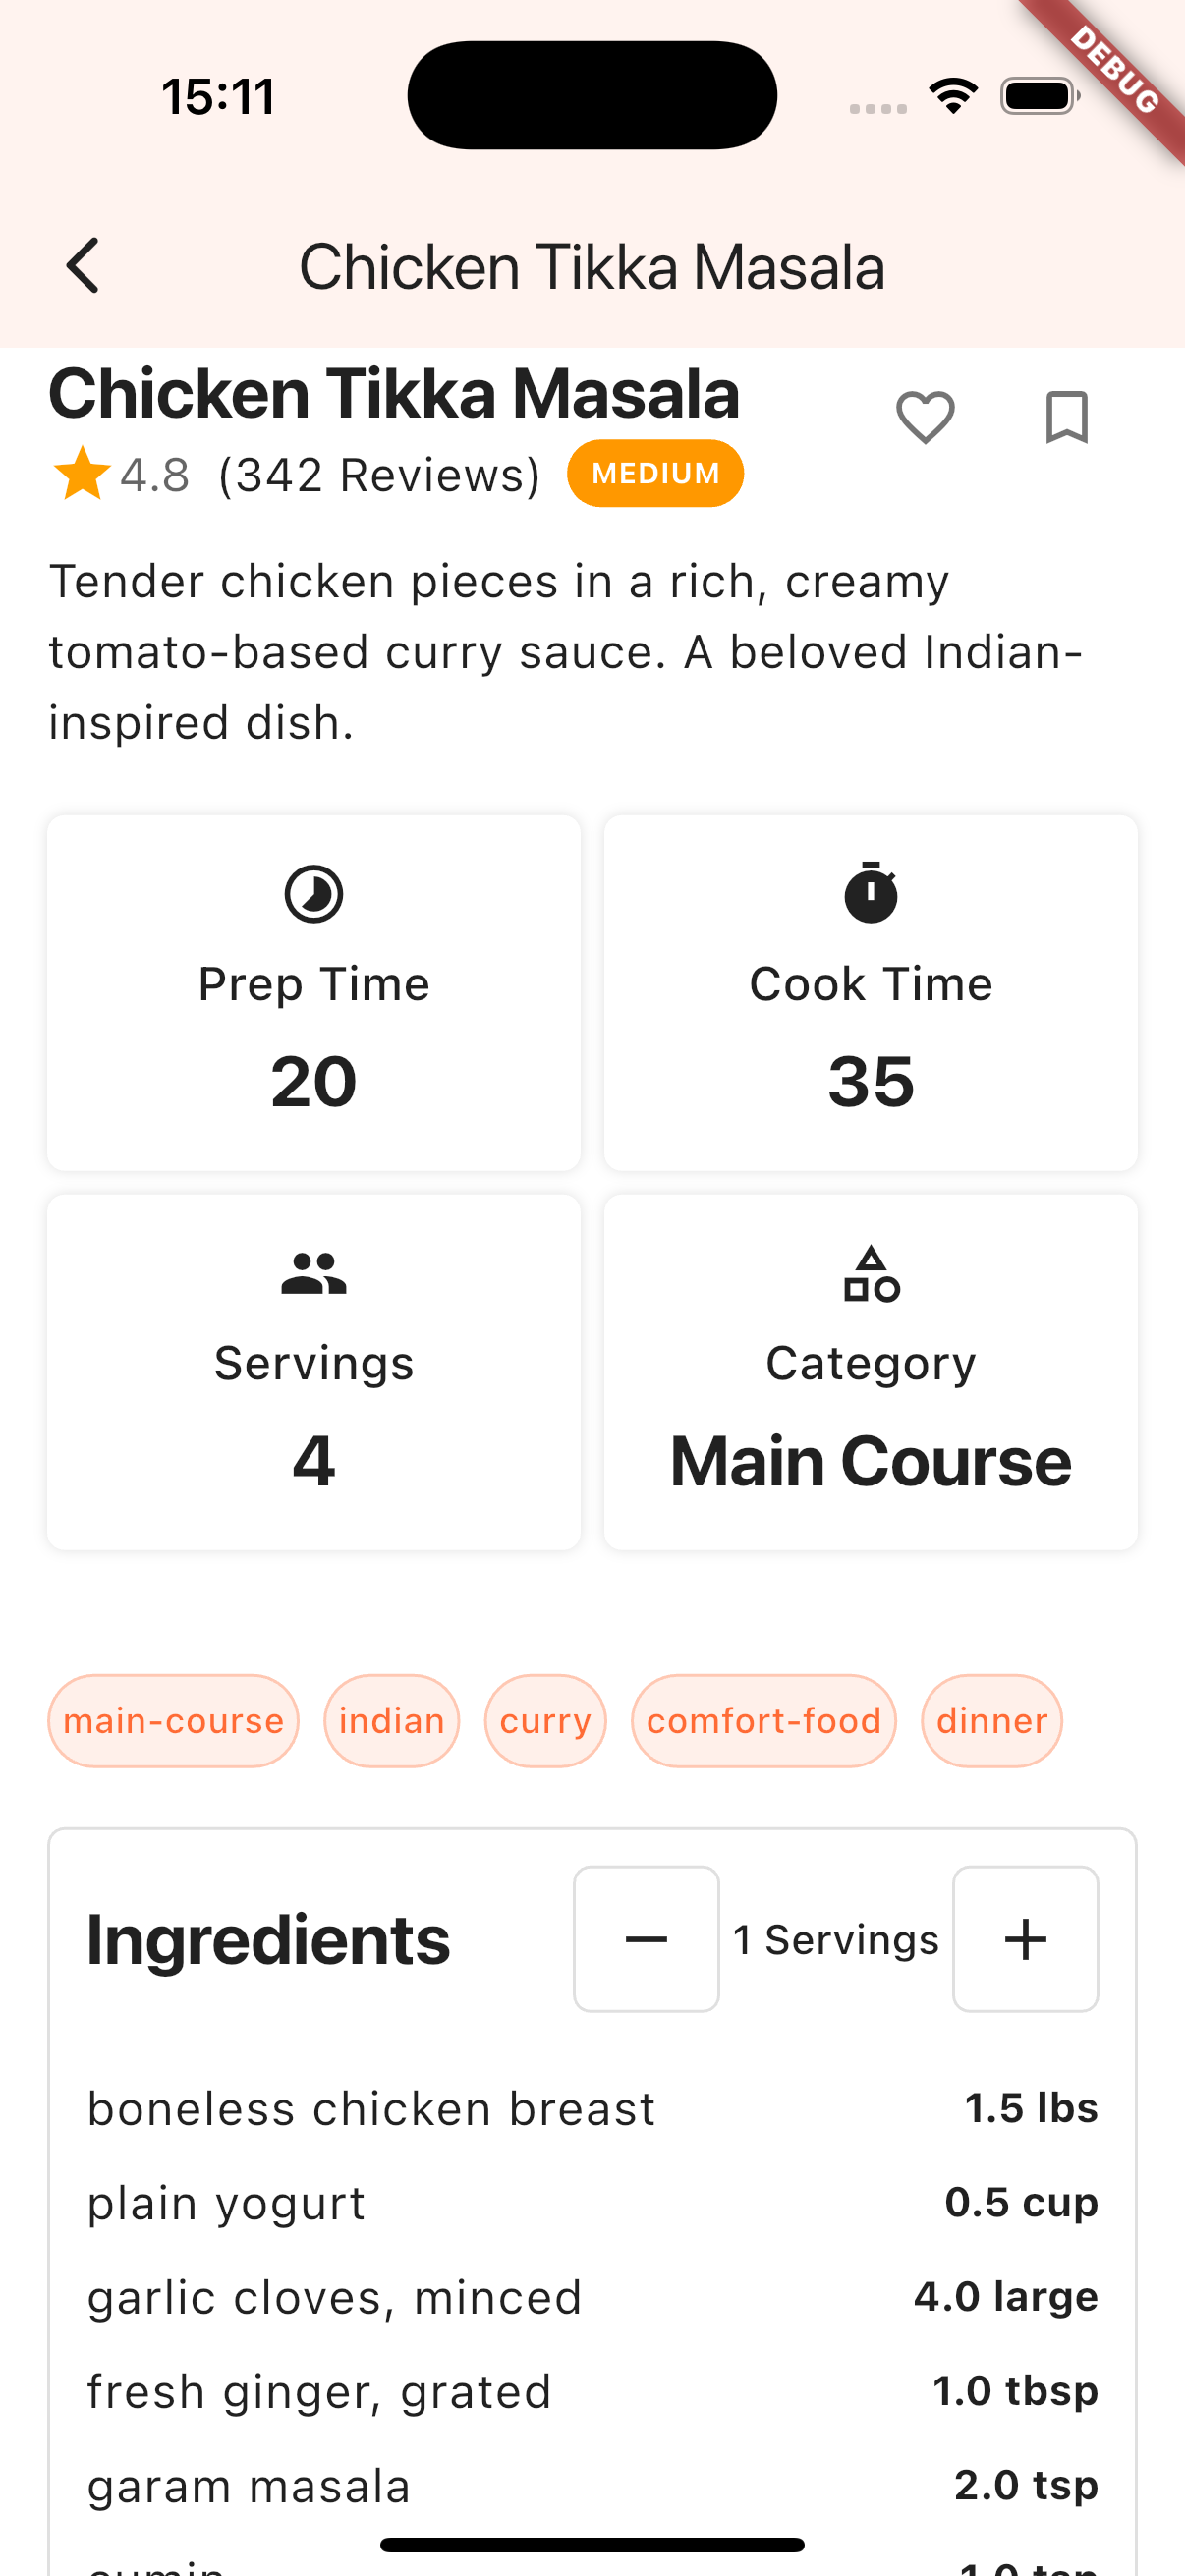 15:11
DEBUG
Chicken Tikka Masala
Chicken Tikka Masala
4.8 (342 Reviews) MEDIUM
Tender chicken pieces in a rich, creamy
tomato-based curry sauce. A beloved Indian-
inspired dish.
Prep Time
20
Cook Time
35
Servings
4
Category
Main Course
main-course indian curry comfort-food dinner
Ingredients − 1 Servings +
boneless chicken breast 1.5 lbs
plain yogurt 0.5 cup
garlic cloves, minced 4.0 large
fresh ginger, grated 1.0 tbsp
garam masala 2.0 tsp
cumin 1.0 tsp